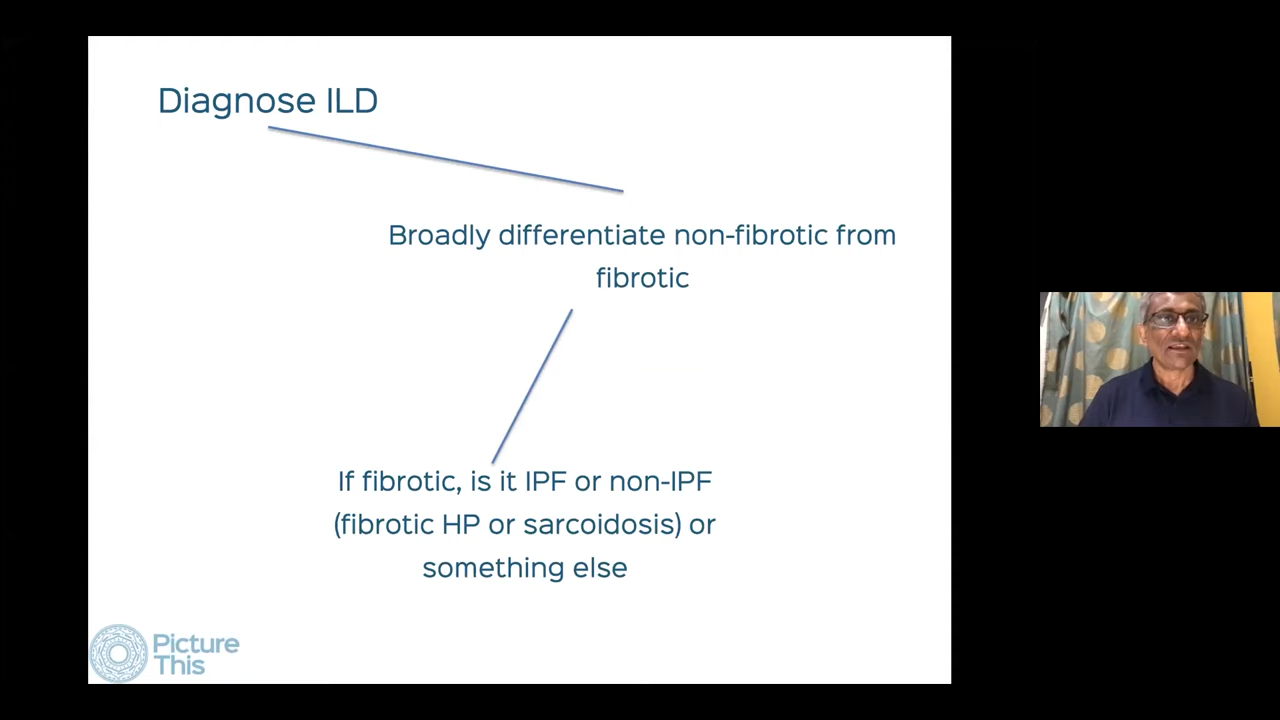 Diagnose ILD
Broadly differentiate non-fibrotic from
fibrotic
If fibrotic, is it IPF or non-IPF
(fibrotic HP or sarcoidosis) or
something else
Picture
This